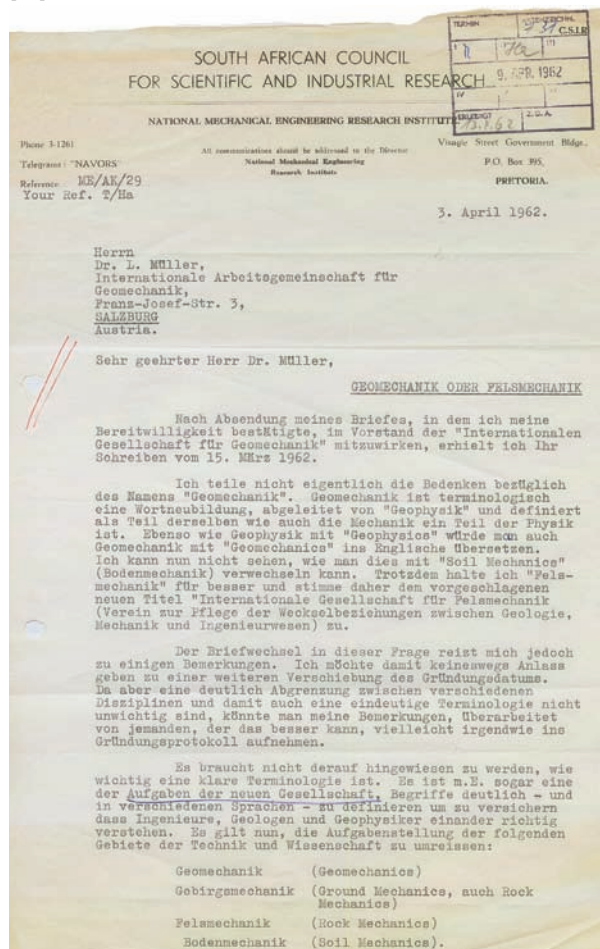 TERMIN
C.S.I.R
9. APR. 1962
Z.D.A.
SOUTH AFRICAN COUNCIL
FOR SCIENTIFIC AND INDUSTRIAL RESEARCH
NATIONAL MECHANICAL ENGINEERING RESEARCH INSTITUTE
Phone 3-1261
Telegrams: "NAVORS
Reference ME/AK/29
Your Ref. T/Ha
All communications should be addressed to the Director
National Mechanical Engineering
Research Institute
Visagie Street Government Bldgs.,
P.O. Box 395,
PRETORIA.
3. April 1962.
Herrn
Dr. L. Müller,
Internationale Arbeitsgemeinschaft für
Geomechanik,
Franz-Josef-Str. 3,
SALZBURG
Austria.
Sehr geehrter Herr Dr. Müller,
GEOMECHANIK ODER FELSMECHANIK
Nach Absendung meines Briefes, in dem ich meine
Bereitwilligkeit bestätigte, im Vorstand der "Internationalen
Gesellschaft für Geomechanik" mitzuwirken, erhielt ich Ihr
Schreiben vom 15. März 1962.
Ich teile nicht eigentlich die Bedenken bezüglich
des Namens "Geomechanik". Geomechanik ist terminologisch
eine Wortneubildung, abgeleitet von "Geophysik" und definiert
als Teil derselben wie auch die Mechanik ein Teil der Physik
ist. Ebenso wie Geophysik mit "Geophysics" würde man auch
Geomechanik mit "Geomechanics" ins Englische übersetzen.
Ich kann nun nicht sehen, wie man dies mit "Soil Mechanics"
(Bodenmechanik) verwechseln kann. Trotzdem halte ich "Fels-
mechanik" für besser und stimme daher dem vorgeschlagenen
neuen Titel "Internationale Gesellschaft für Felsmechanik
(Verein zur Pflege der Weckselbeziehungen zwischen Geologie,
Mechanik und Ingenieurwesen) zu.
Der Briefwechsel in dieser Frage reizt mich jedoch
zu einigen Bemerkungen. Ich möchte damit keineswegs Anlass
geben zu einer weiteren Verschiebung des Gründungsdatums.
Da aber eine deutlich Abgrenzung zwischen verschiedenen
Disziplinen und damit auch eine eindeutige Terminologie nicht
unwichtig sind, könnte man meine Bemerkungen, überarbeitet
von jemanden, der das besser kann, vielleicht irgendwie ins
Gründungsprotokoll aufnehmen.
Es braucht nicht derauf hingewiesen zu werden, wie
wichtig eine klare Terminologie ist. Es ist m.E. sogar eine
der Aufgaben der neuen Gesellschaft, Begriffe deutlich - und
in verschiedenen Sprachen - zu definieren um zu versichern
dass Ingenieure, Geologen und Geophysiker einander richtig
verstehen. Es gilt nun, die Aufgabenstellung der folgenden
Gebiete der Technik und Wissenschaft zu umreissen:
Geomechanik (Geomechanics)
Gebirgsmechanik (Ground Mechanics, auch Rock
Mechanics)
Felsmechanik (Rock Mechanics)
Bodenmechanik (Soil Mechanics).